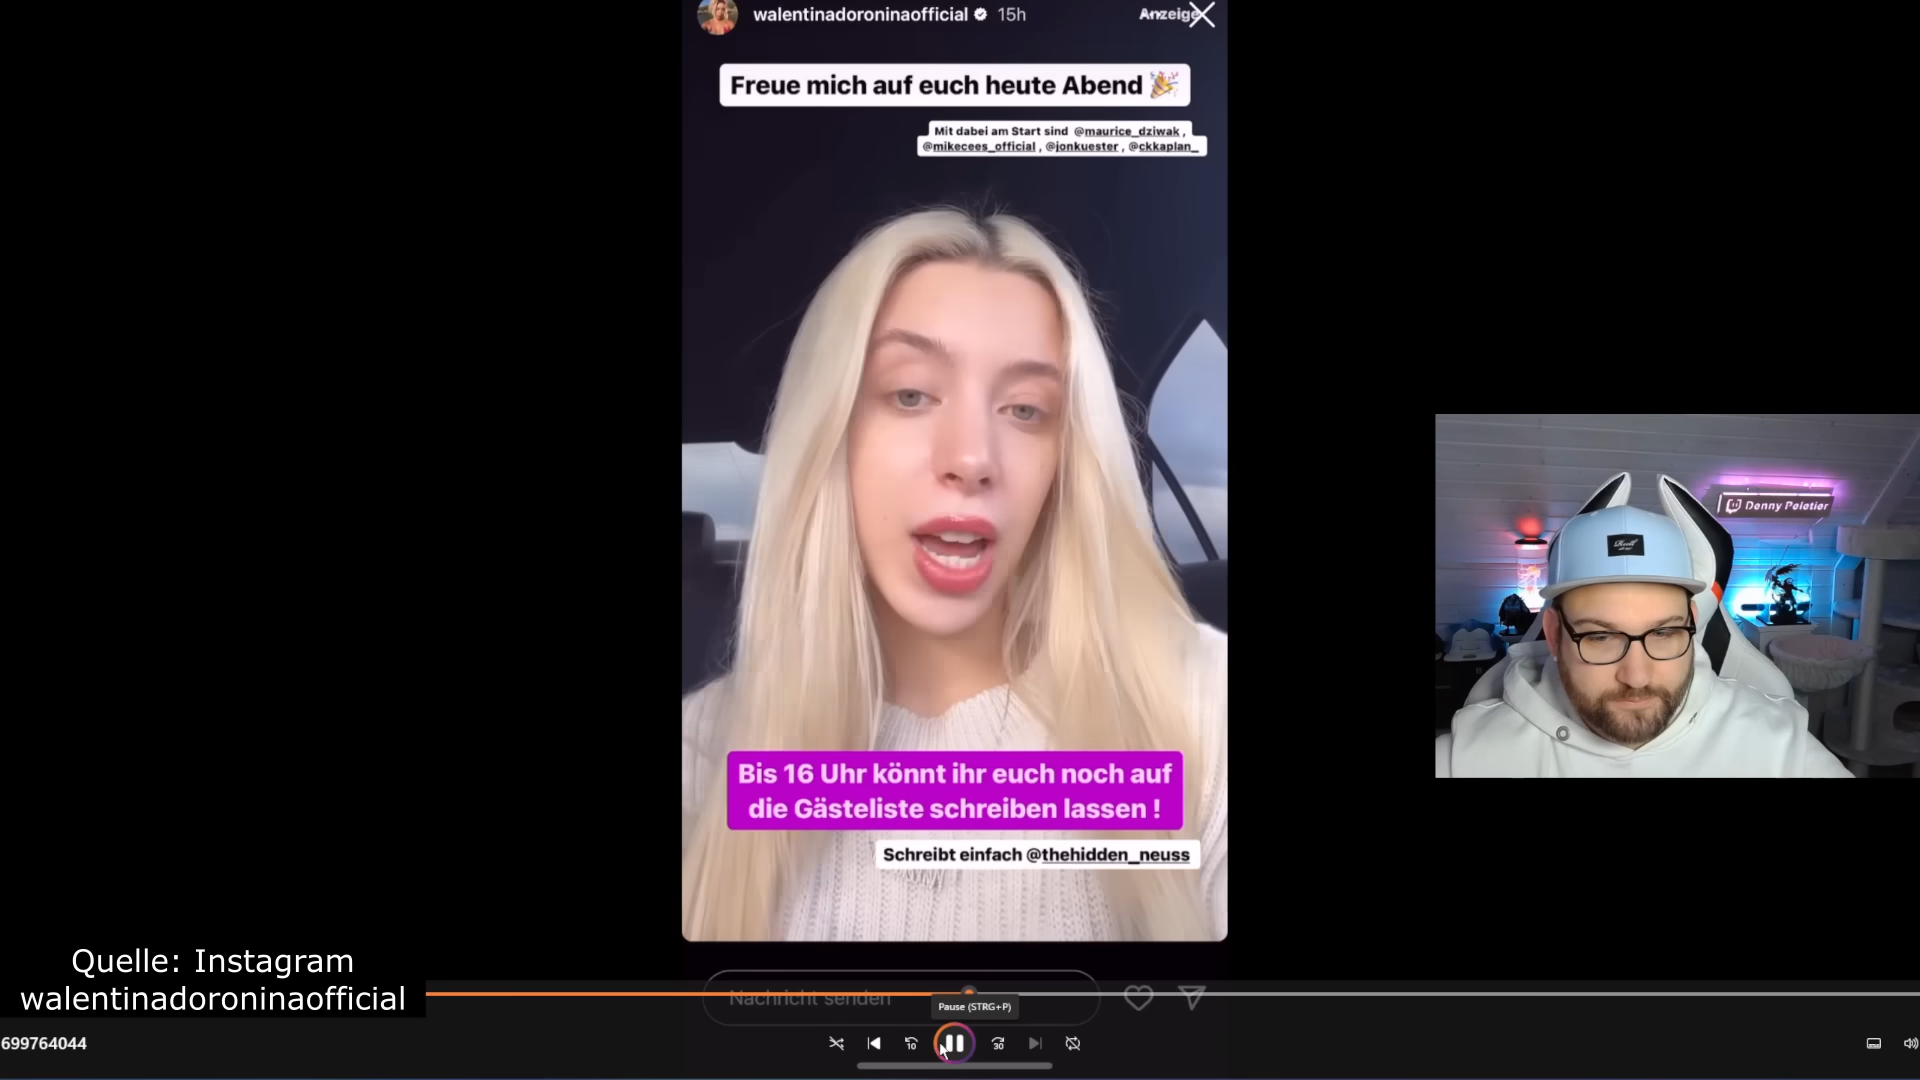 walentinadoroninaofficial 15h
Anzeige
Freue mich auf euch heute Abend 🎉
Mit dabei am Start sind @maurice_dziwak ,
@mikecees_official , @jonkuester , @ckkaplan_
Denny Peletier
Bis 16 Uhr könnt ihr euch noch auf
die Gästeliste schreiben lassen !
Schreibt einfach @thehidden_neuss
Quelle: Instagram
walentinadoroninaofficial
Nachricht senden
Pause (STRG+P)
699764044
10
30